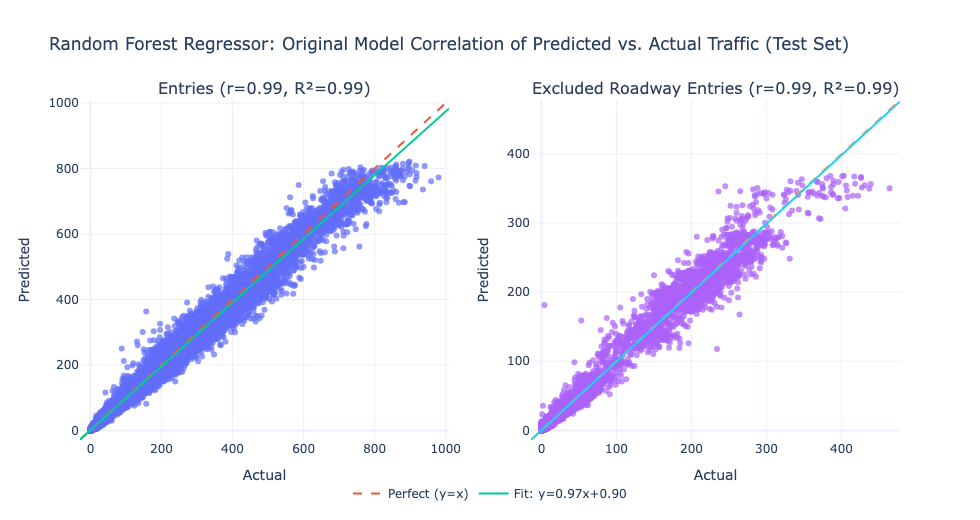 Random Forest Regressor: Original Model Correlation of Predicted vs. Actual Traffic (Test Set)
Entries (r=0.99, R²=0.99)
Excluded Roadway Entries (r=0.99, R²=0.99)
1000
800
600
400
200
0
Predicted
0
200
400
600
800
1000
Actual
400
300
200
100
0
Predicted
0
100
200
300
400
Actual
Perfect (y=x)
Fit: y=0.97x+0.90